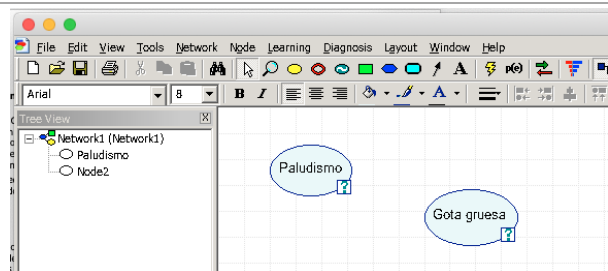 File Edit View Tools Network Node Learning Diagnosis Layout Window Help
A p(e)
Arial 8 B I A
Tree View X
Network1 (Network1)
Paludismo
Node2
Paludismo
?
Gota gruesa
?